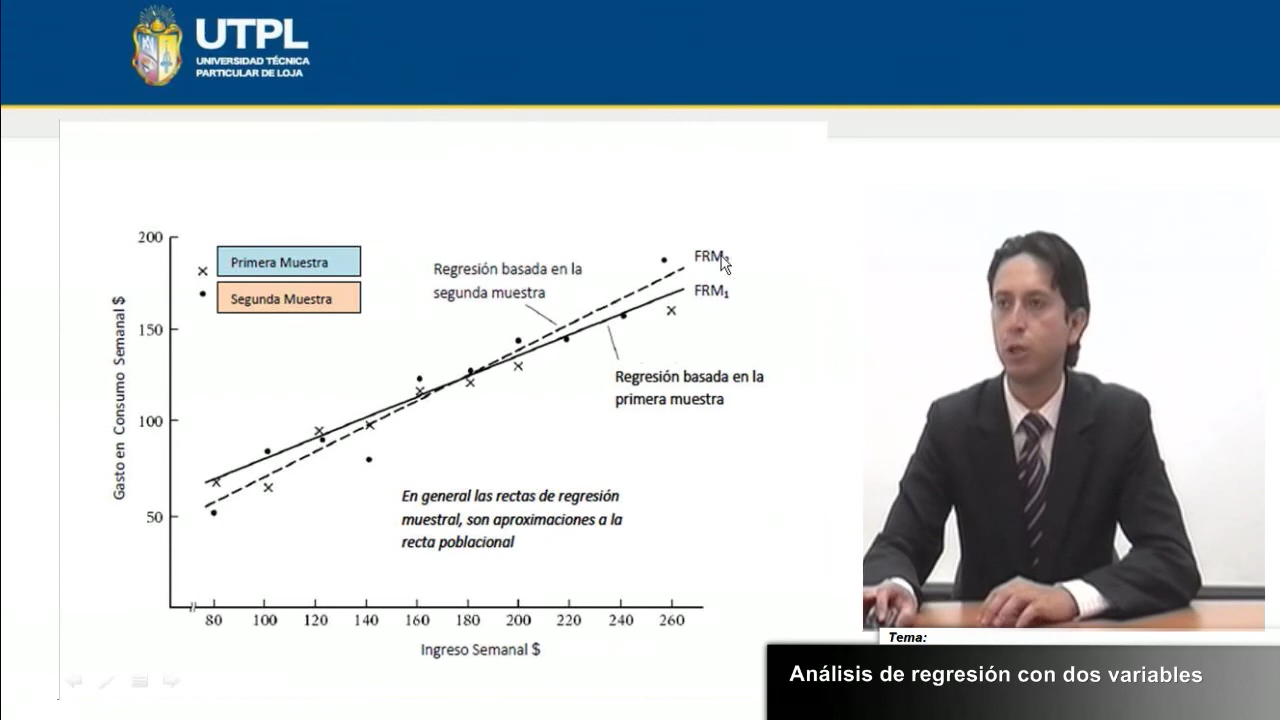 UTPL
UNIVERSIDAD TÉCNICA
PARTICULAR DE LOJA
200
150
100
50
Gasto en Consumo Semanal $
Primera Muestra
Segunda Muestra
Regresión basada en la
segunda muestra
FRM₂
FRM₁
Regresión basada en la
primera muestra
En general las rectas de regresión
muestral, son aproximaciones a la
recta poblacional
80 100 120 140 160 180 200 220 240 260
Ingreso Semanal $
Tema:
Análisis de regresión con dos variables